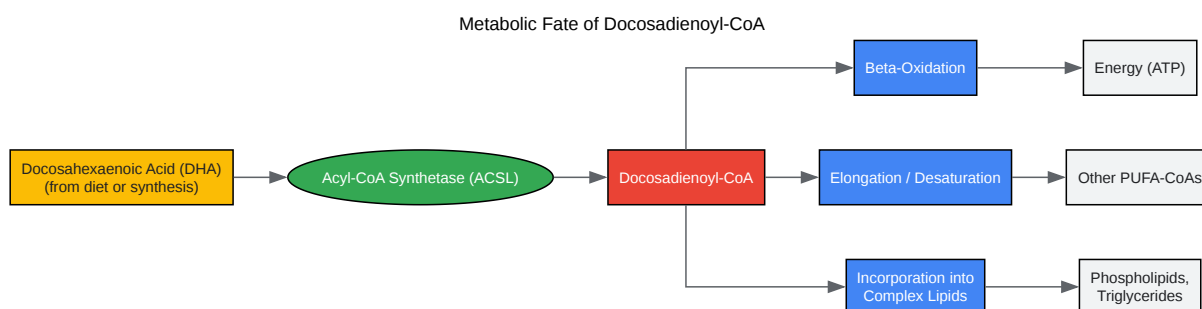 Metabolic Fate of Docosadienoyl-CoA
Beta-Oxidation
Energy (ATP)
Docosahexaenoic Acid (DHA)
(from diet or synthesis)
Acyl-CoA Synthetase (ACSL)
Docosadienoyl-CoA
Elongation / Desaturation
Other PUFA-CoAs
Incorporation into
Complex Lipids
Phospholipids,
Triglycerides